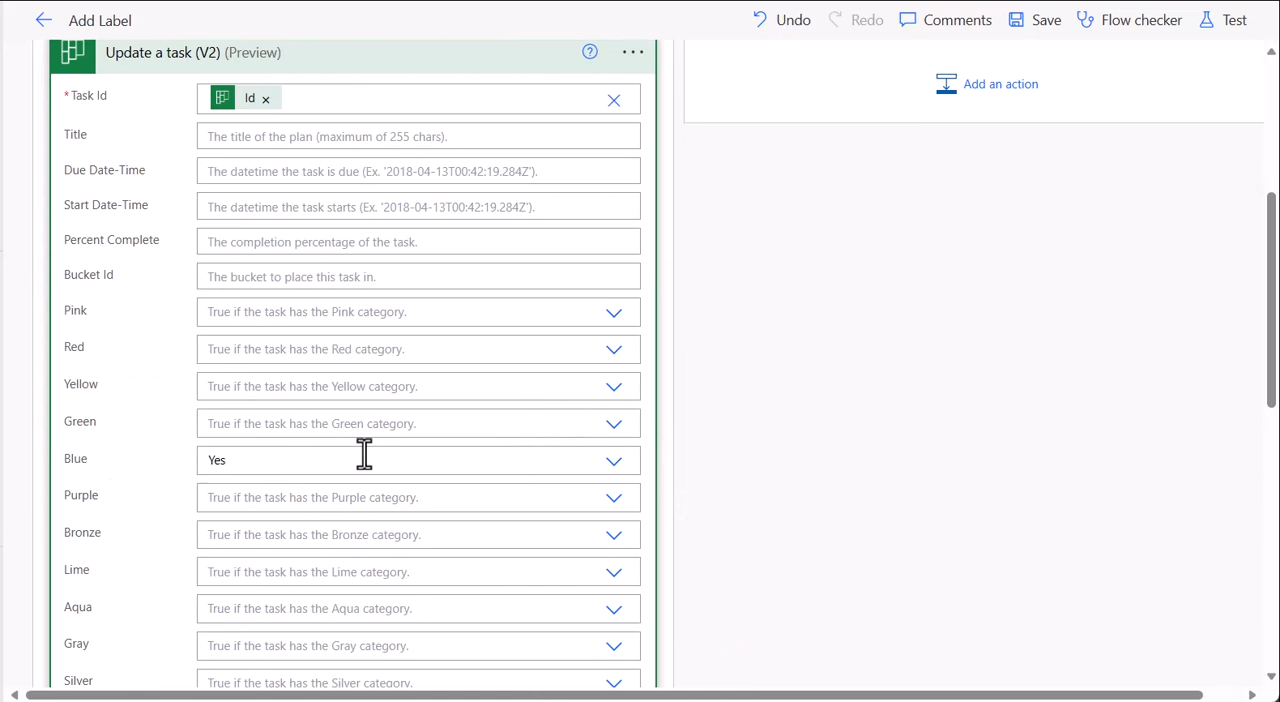 Add Label
Undo
Redo
Comments
Save
Flow checker
Test
Update a task (V2) (Preview)
Add an action
* Task Id
Id
Title
The title of the plan (maximum of 255 chars).
Due Date-Time
The datetime the task is due (Ex. '2018-04-13T00:42:19.284Z').
Start Date-Time
The datetime the task starts (Ex. '2018-04-13T00:42:19.284Z').
Percent Complete
The completion percentage of the task.
Bucket Id
The bucket to place this task in.
Pink
True if the task has the Pink category.
Red
True if the task has the Red category.
Yellow
True if the task has the Yellow category.
Green
True if the task has the Green category.
Blue
Yes
Purple
True if the task has the Purple category.
Bronze
True if the task has the Bronze category.
Lime
True if the task has the Lime category.
Aqua
True if the task has the Aqua category.
Gray
True if the task has the Gray category.
Silver
True if the task has the Silver category.